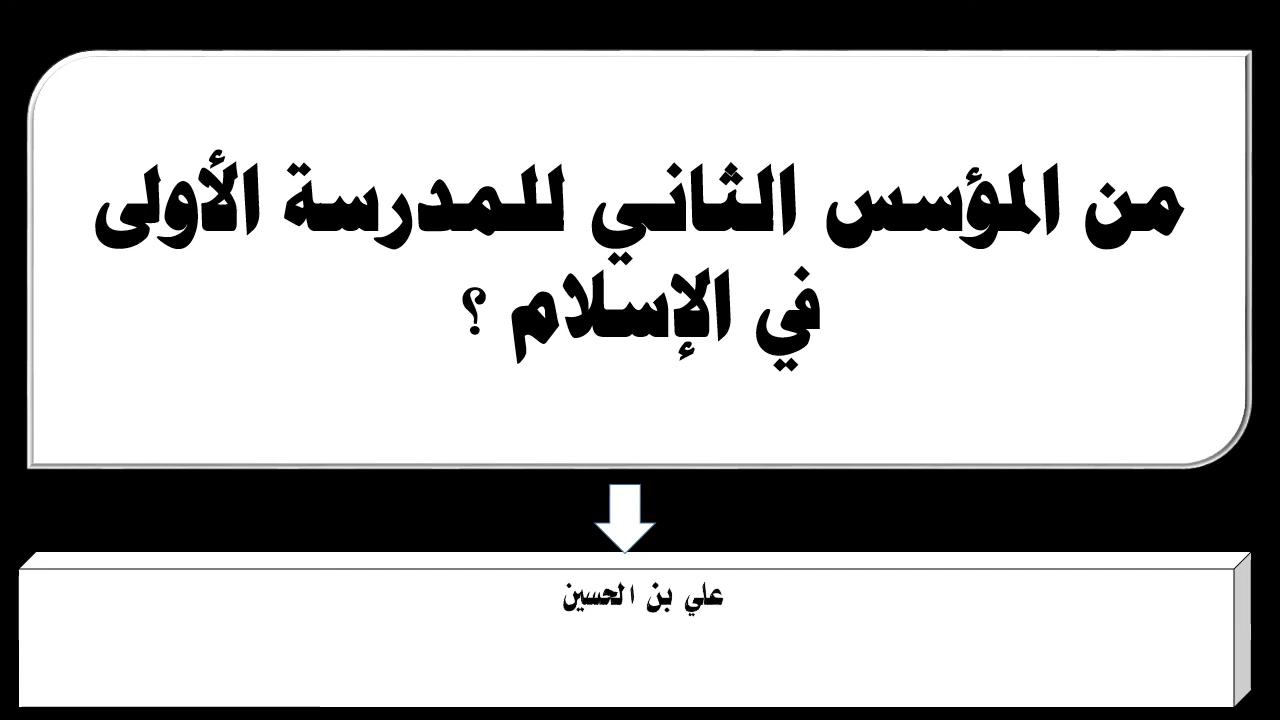 من المؤسس الثاني للمدرسة الأولى
في الإسلام ؟
علي بن الحسين